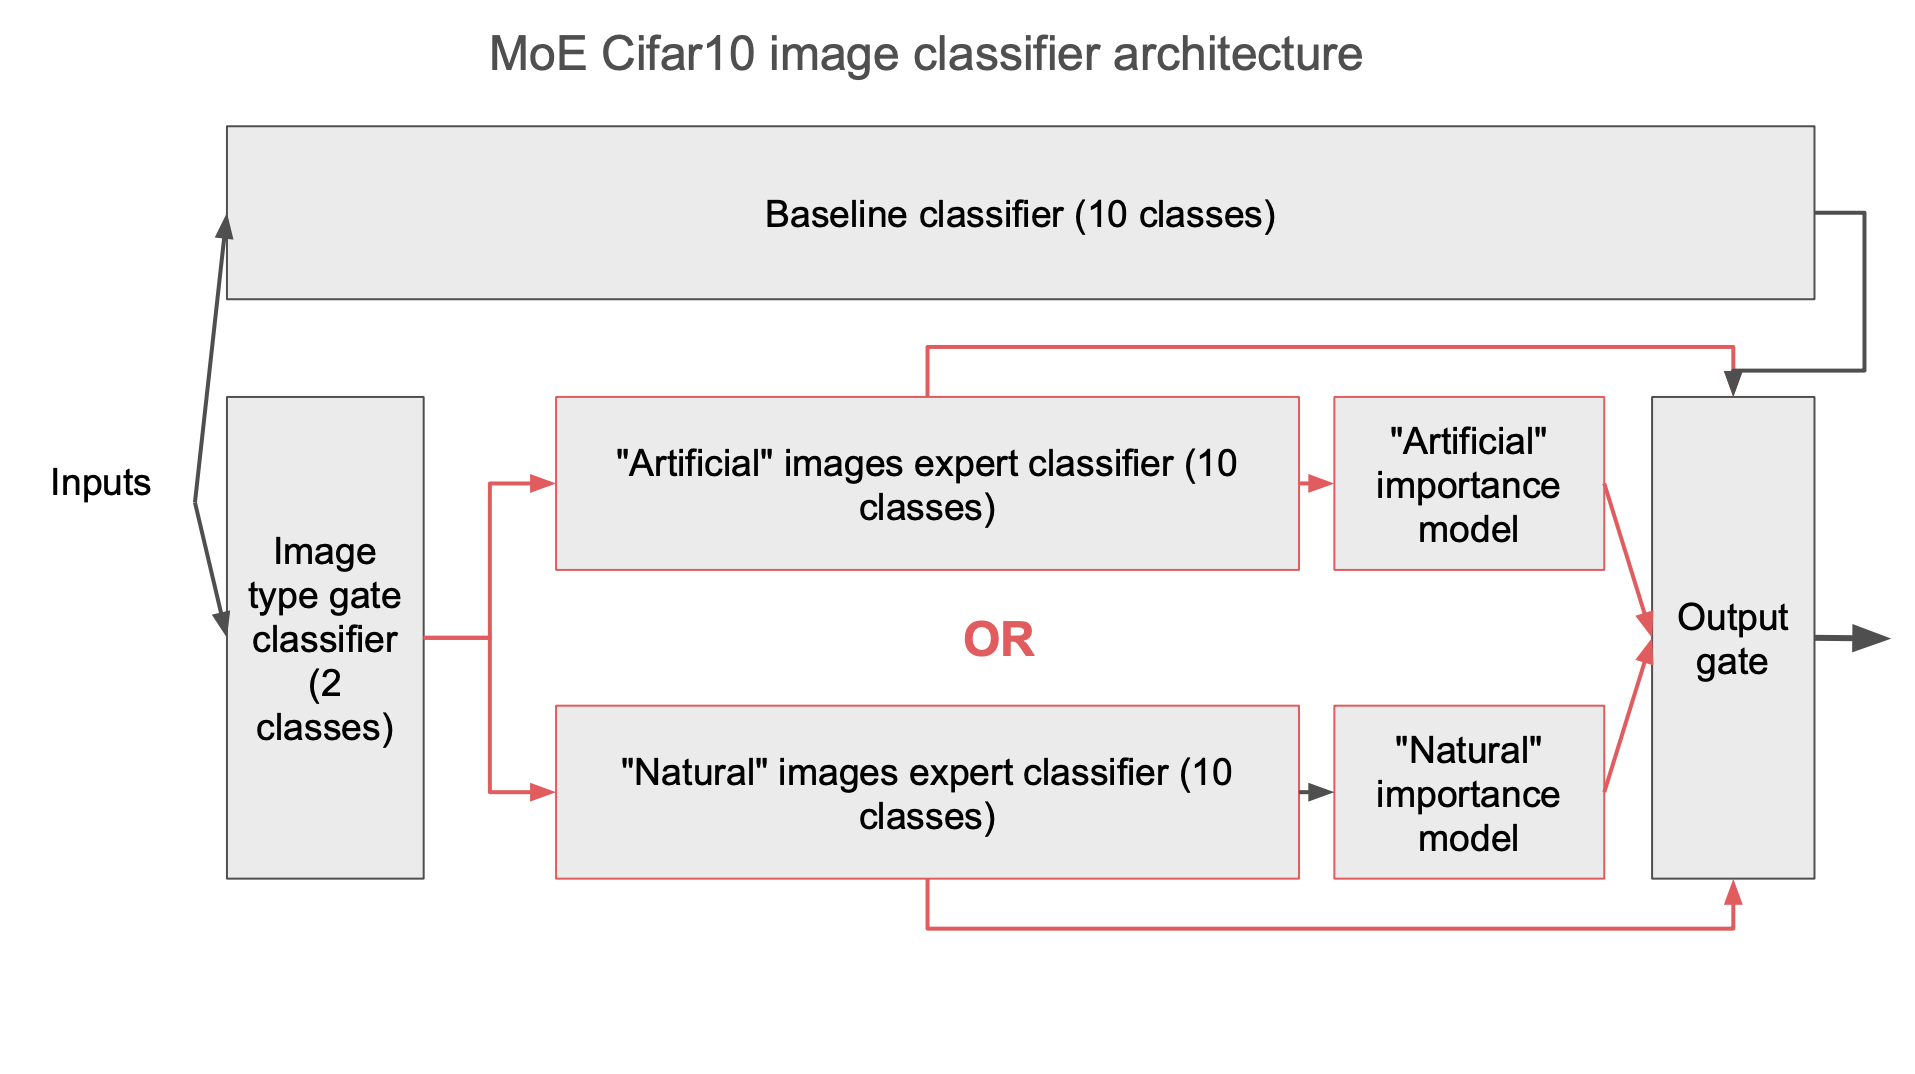 MoE Cifar10 image classifier architecture
Baseline classifier (10 classes)
Inputs
Image
type gate
classifier
(2
classes)
"Artificial" images expert classifier (10
classes)
"Artificial"
importance
model
OR
"Natural" images expert classifier (10
classes)
"Natural"
importance
model
Output
gate